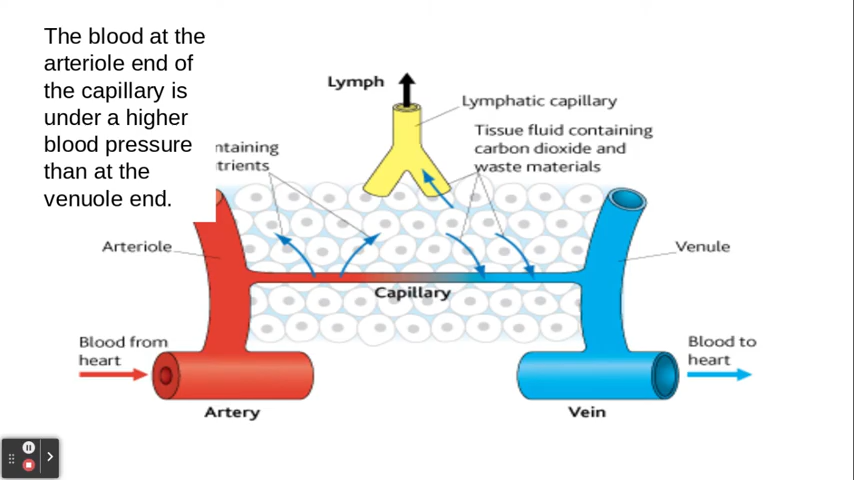 The blood at the
arteriole end of
the capillary is
under a higher
blood pressure
than at the
venuole end.
Lymph
Lymphatic capillary
Tissue fluid containing
carbon dioxide and
waste materials
Arteriole
Venule
Capillary
Blood from
heart
Blood to
heart
Artery
Vein